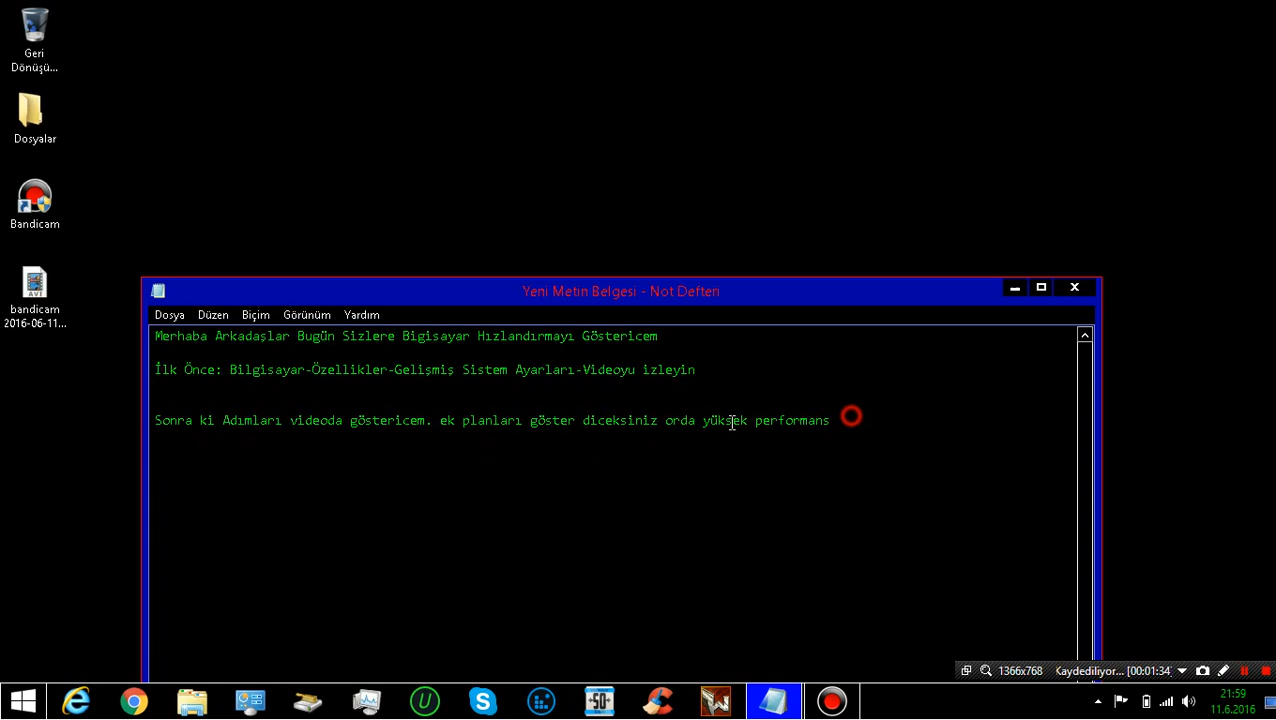 Geri
Dönüşü...
Dosyalar
Bandicam
AVI
bandicam
2016-06-11...
Yeni Metin Belgesi - Not Defteri
Dosya Düzen Biçim Görünüm Yardım
Merhaba Arkadaşlar Bugün Sizlere Bigisayar Hızlandırmayı Göstericem
İlk Önce: Bilgisayar-Özellikler-Gelişmiş Sistem Ayarları-Videoyu izleyin
Sonra ki Adımları videoda göstericem. ek planları göster diceksiniz orda yüksek performans
1366x768 Kaydediliyor... [00:01:34]
50+
21:59
11.6.2016